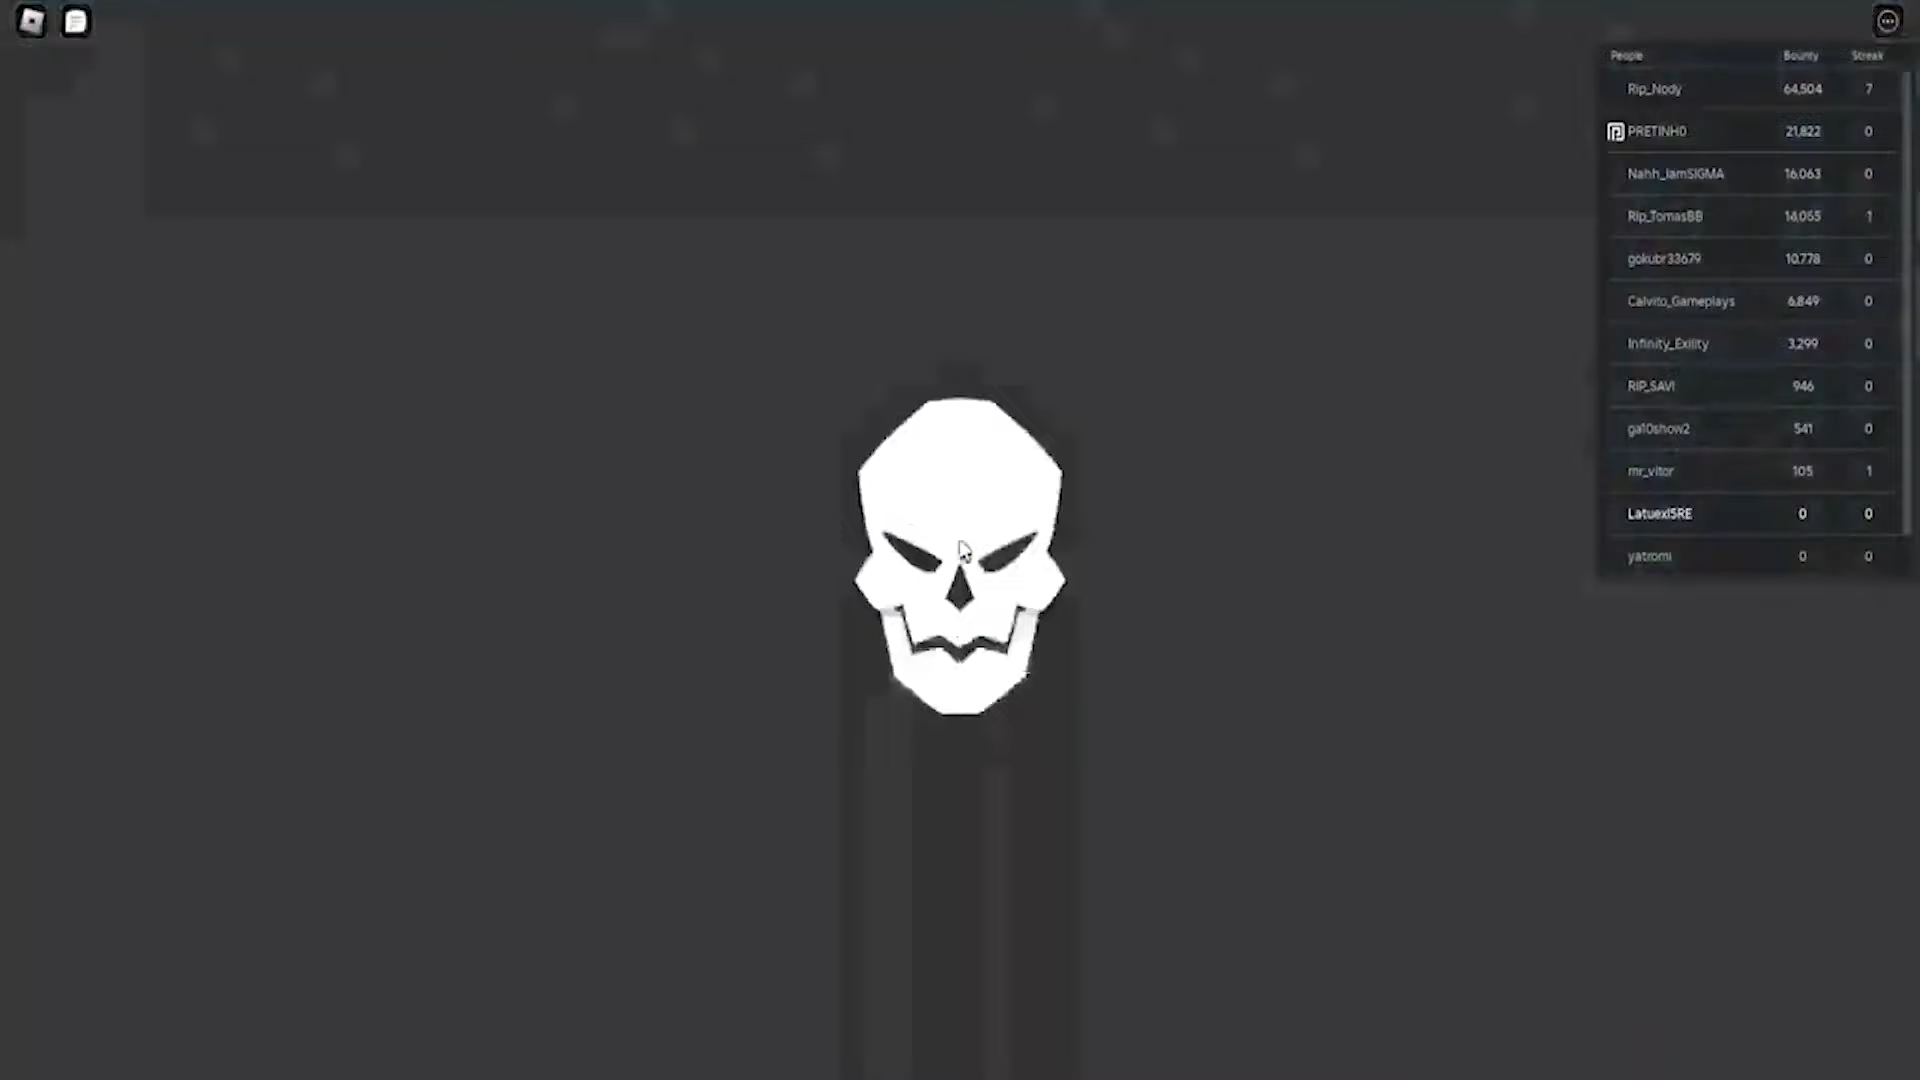 People Bounty Streak
Rip_Nody 64,504 7
PRETINH0 21,822 0
Nahh_IamSIGMA 16,063 0
Rip_TomasBB 14,055 1
gokubr33679 10,778 0
Calvito_Gameplays 6,849 0
Infinity_Exility 3,299 0
RIP_SAVI 946 0
ga10show2 541 0
mr_vitor 105 1
LatuexI5RE 0 0
yatromi 0 0